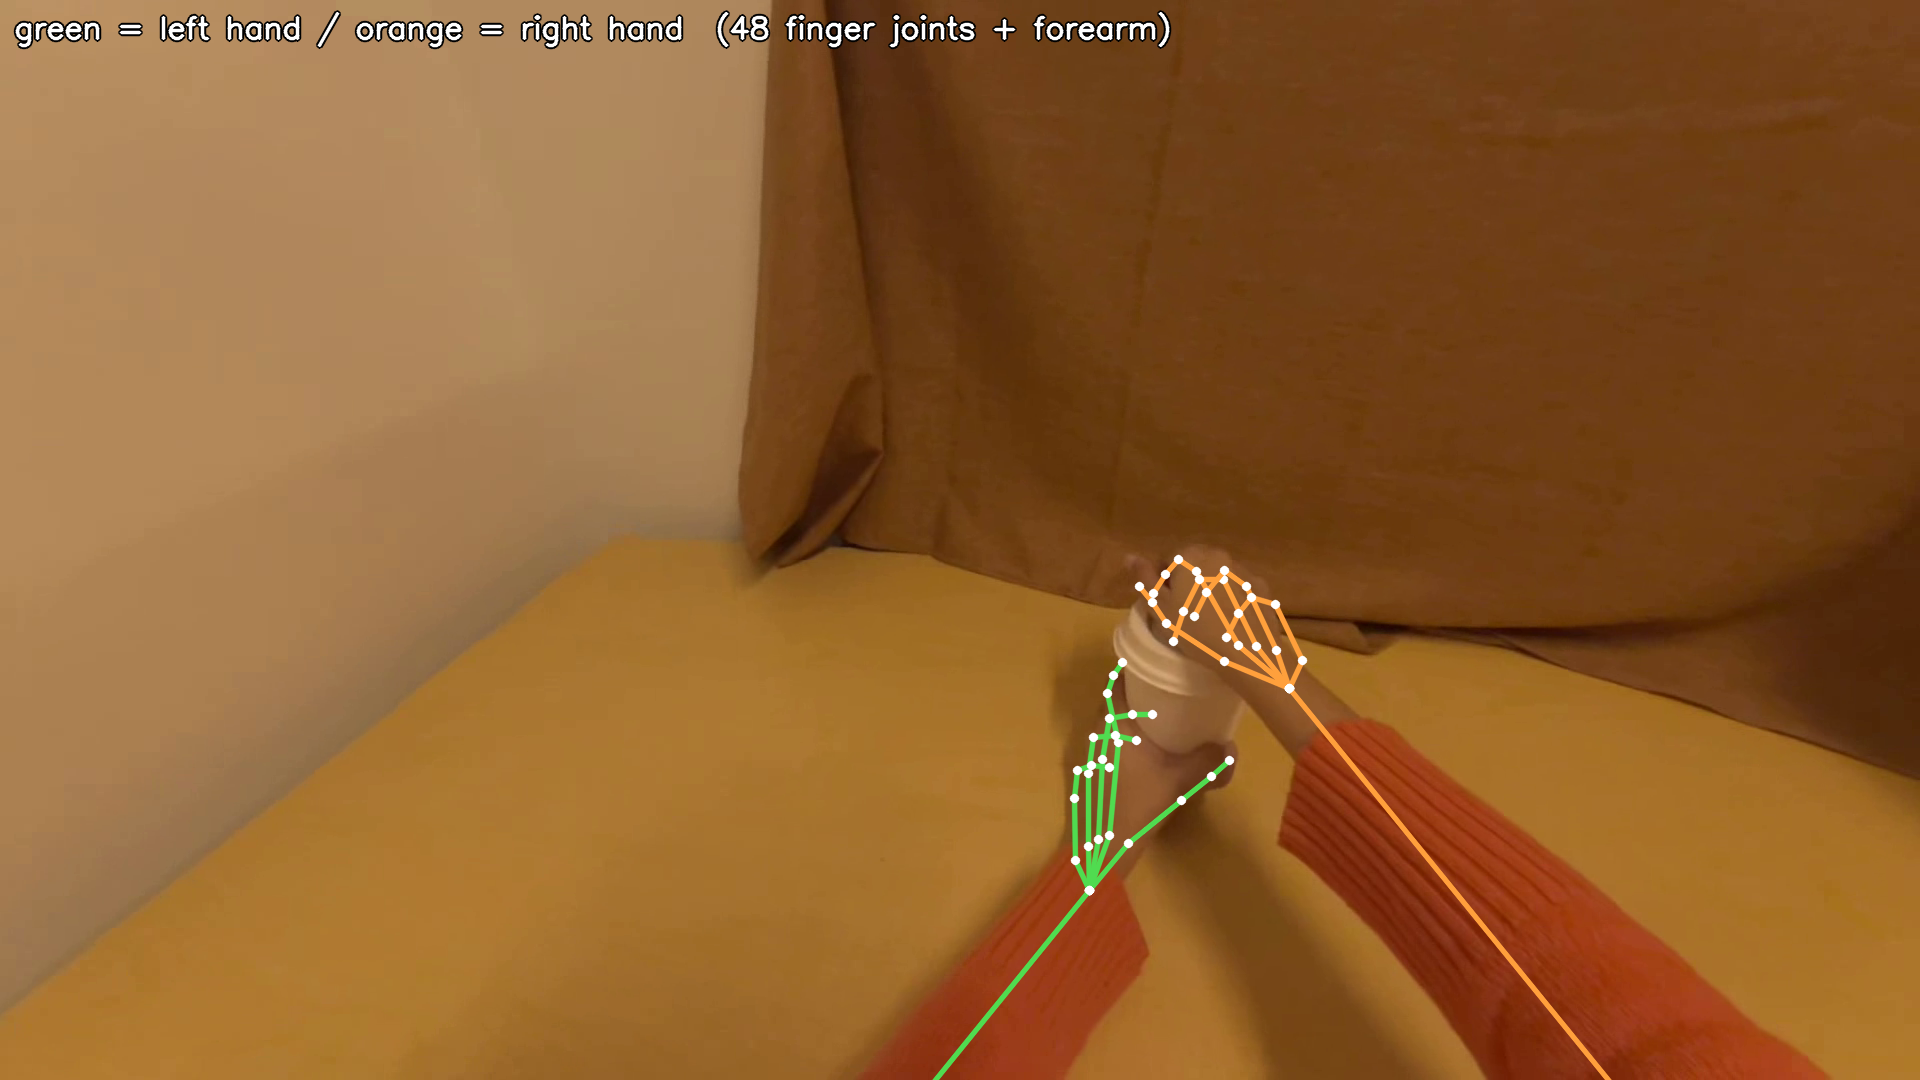 green = left hand / orange = right hand (48 finger joints + forearm)